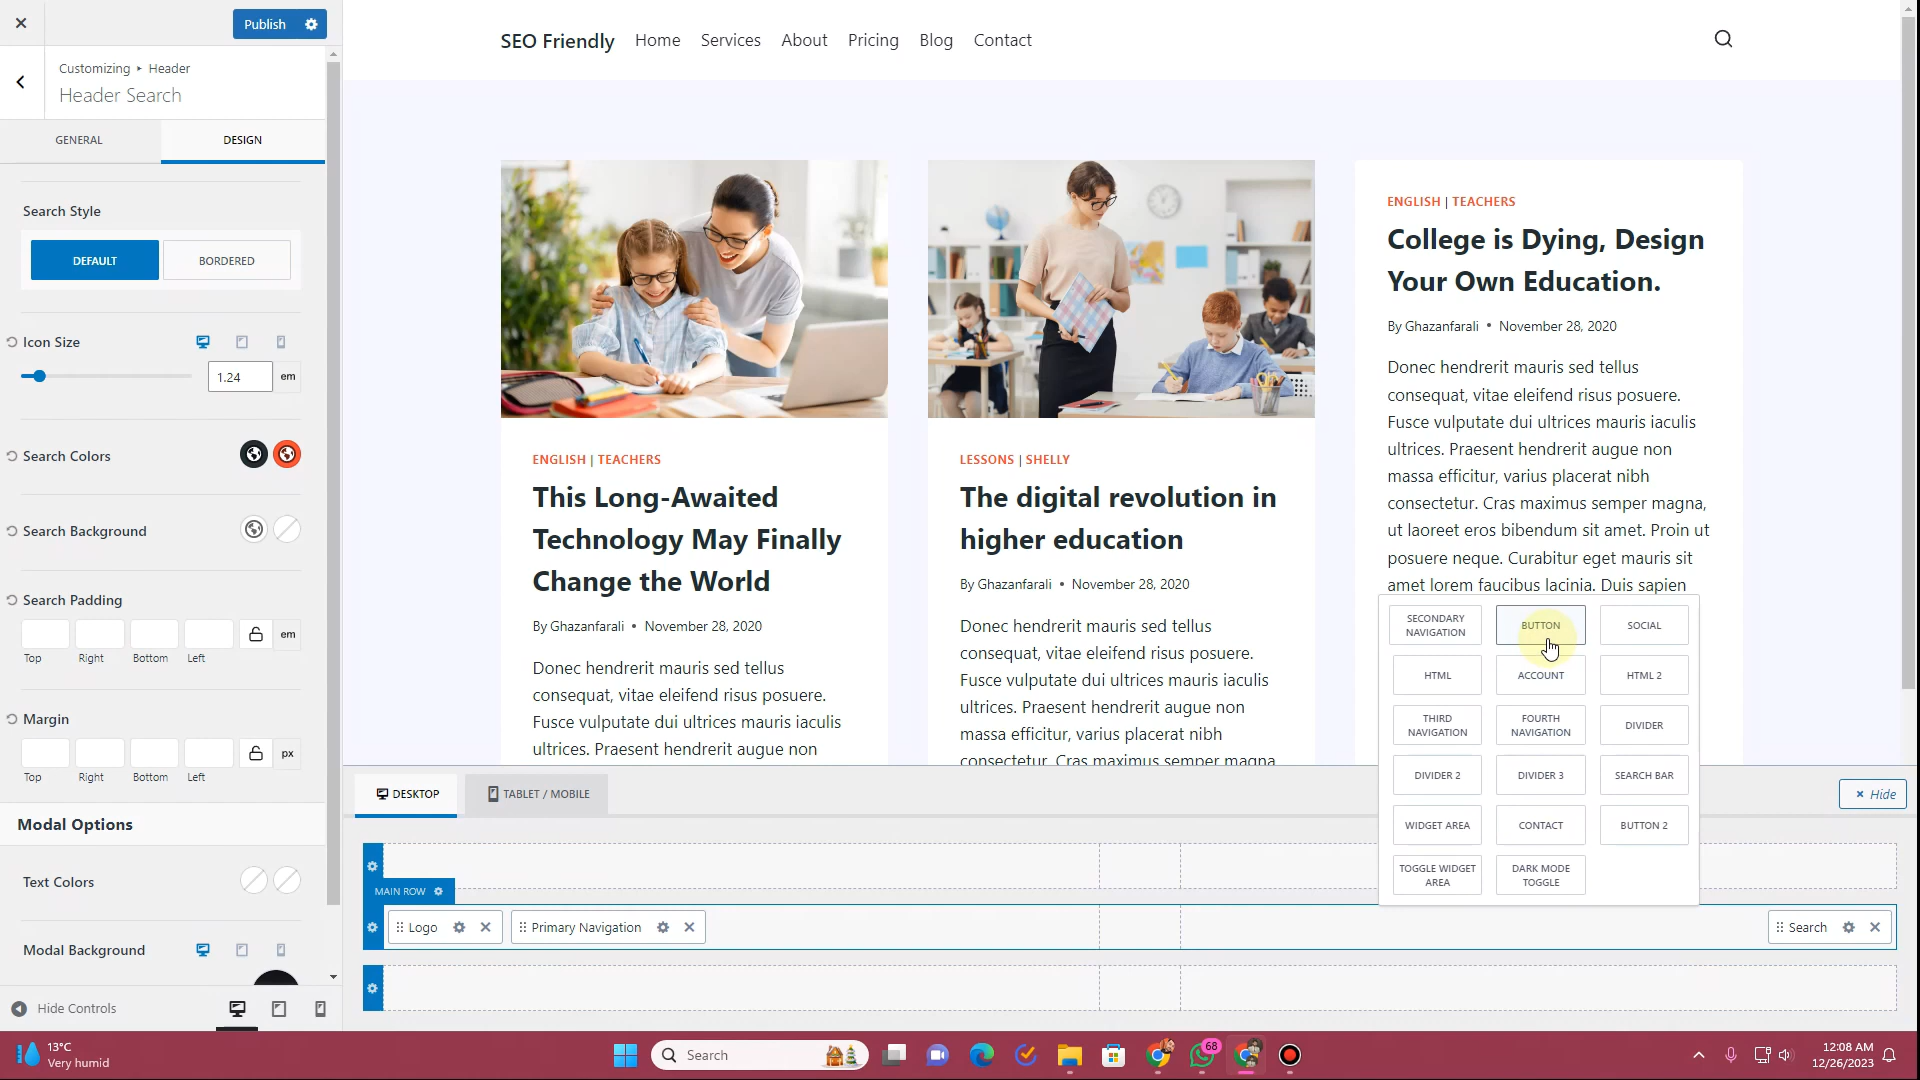 Publish
Customizing ▸ Header
Header Search
GENERAL
DESIGN
Search Style
DEFAULT
BORDERED
Icon Size
1.24
em
Search Colors
Search Background
Search Padding
em
Top
Right
Bottom
Left
Margin
px
Top
Right
Bottom
Left
Modal Options
Text Colors
Modal Background
Hide Controls
SEO Friendly
Home
Services
About
Pricing
Blog
Contact
ENGLISH | TEACHERS
This Long-Awaited
Technology May Finally
Change the World
By Ghazanfarali • November 28, 2020
Donec hendrerit mauris sed tellus
consequat, vitae eleifend risus posuere.
Fusce vulputate dui ultrices mauris iaculis
ultrices. Praesent hendrerit augue non
LESSONS | SHELLY
The digital revolution in
higher education
By Ghazanfarali • November 28, 2020
Donec hendrerit mauris sed tellus
consequat, vitae eleifend risus posuere.
Fusce vulputate dui ultrices mauris iaculis
ultrices. Praesent hendrerit augue non
massa efficitur, varius placerat nibh
consectetur. Cras maximus semper magna
ENGLISH | TEACHERS
College is Dying, Design
Your Own Education.
By Ghazanfarali • November 28, 2020
Donec hendrerit mauris sed tellus
consequat, vitae eleifend risus posuere.
Fusce vulputate dui ultrices mauris iaculis
ultrices. Praesent hendrerit augue non
massa efficitur, varius placerat nibh
consectetur. Cras maximus semper magna,
ut laoreet eros bibendum sit amet. Proin ut
posuere neque. Curabitur eget mauris sit
amet lorem faucibus lacinia. Duis sapien
SECONDARY
NAVIGATION
BUTTON
SOCIAL
HTML
ACCOUNT
HTML 2
THIRD
NAVIGATION
FOURTH
NAVIGATION
DIVIDER
DIVIDER 2
DIVIDER 3
SEARCH BAR
WIDGET AREA
CONTACT
BUTTON 2
TOGGLE WIDGET
AREA
DARK MODE
TOGGLE
DESKTOP
TABLET / MOBILE
× Hide
MAIN ROW
Logo
Primary Navigation
Search
13°C
Very humid
Search
68
12:08 AM
12/26/2023